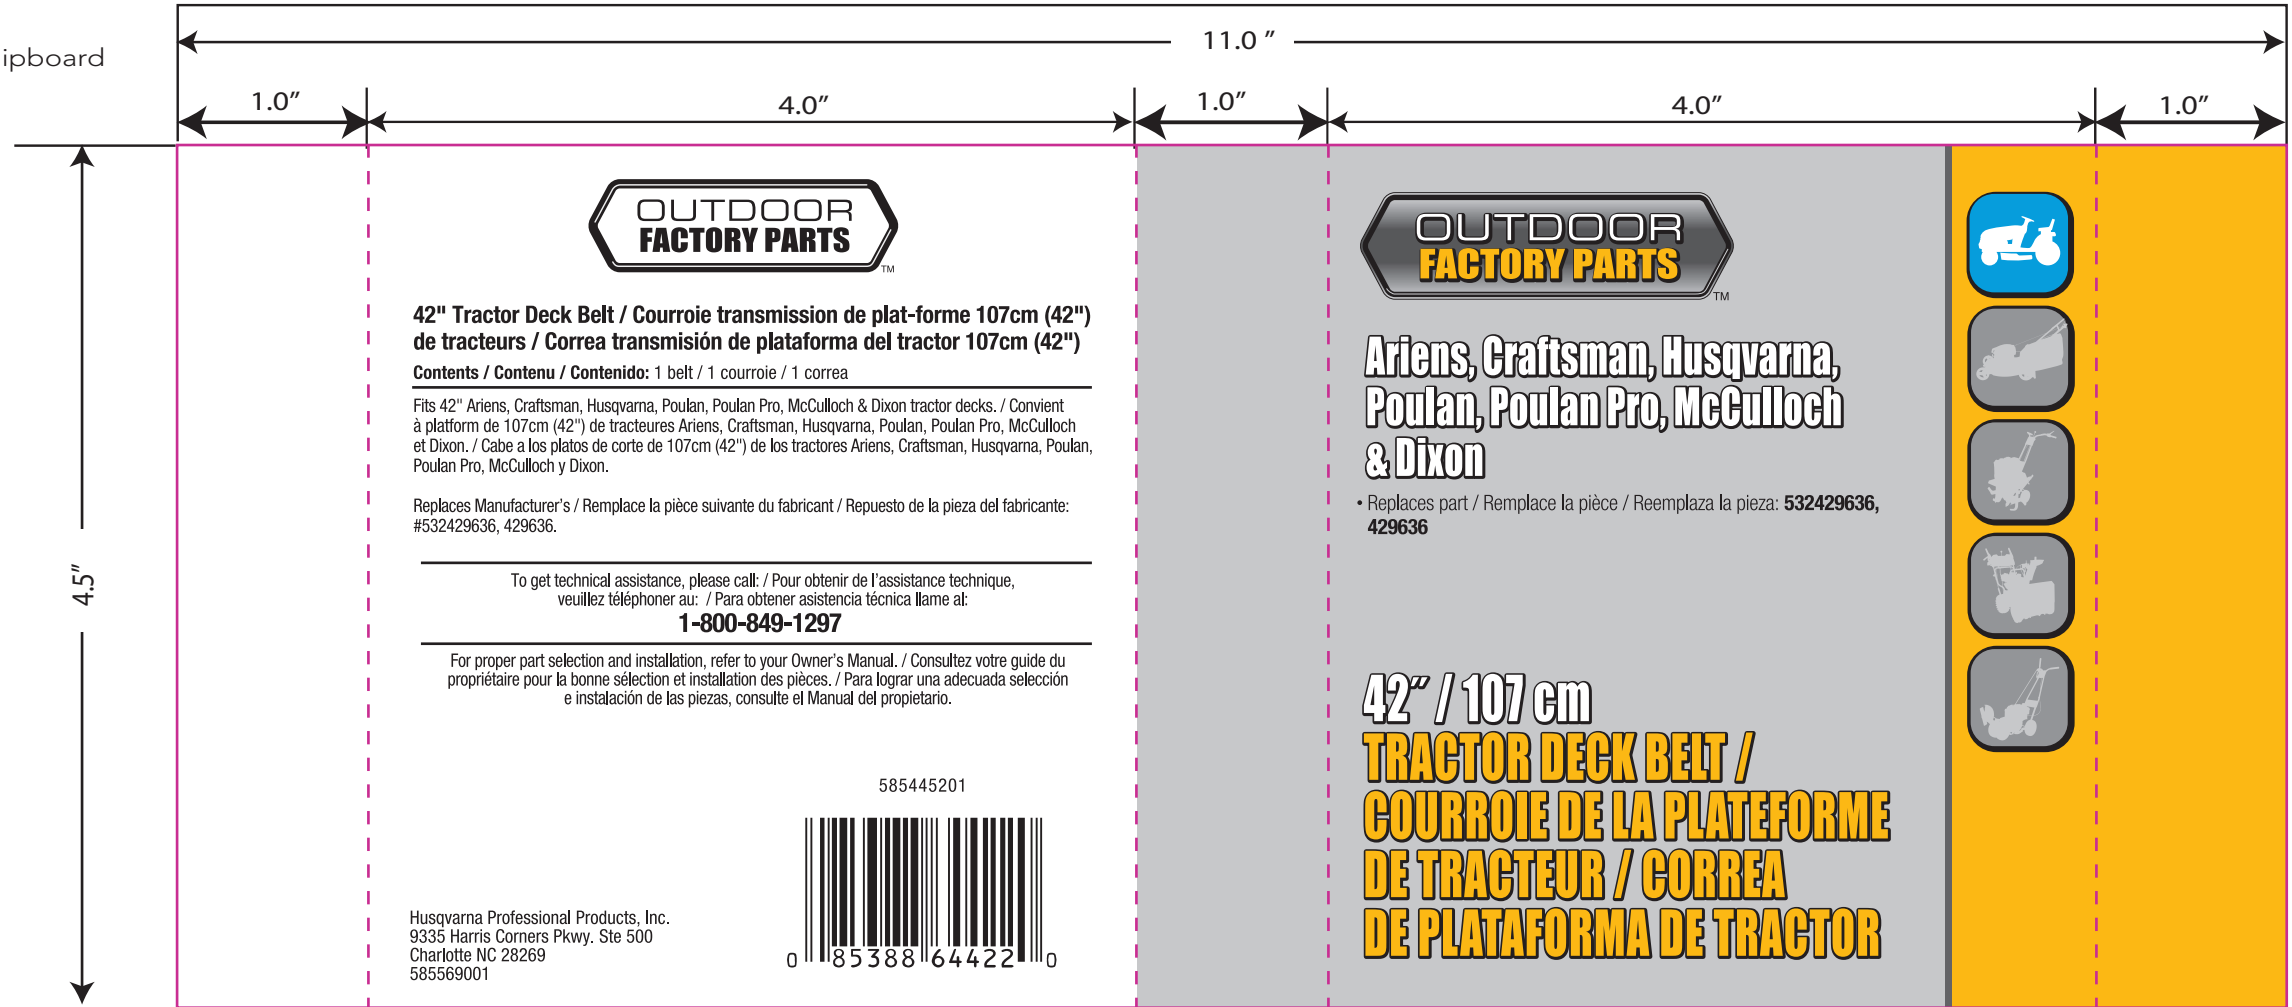 ipboard
11.0 ”
1.0”
4.0”
1.0”
4.0”
1.0”
4.5”
OUTDOOR
FACTORY PARTS
TM
42" Tractor Deck Belt / Courroie transmission de plat-forme 107cm (42")
de tracteurs / Correa transmisión de plataforma del tractor 107cm (42")
Contents / Contenu / Contenido: 1 belt / 1 courroie / 1 correa
Fits 42" Ariens, Craftsman, Husqvarna, Poulan, Poulan Pro, McCulloch & Dixon tractor decks. / Convient
à platform de 107cm (42") de tracteures Ariens, Craftsman, Husqvarna, Poulan, Poulan Pro, McCulloch
et Dixon. / Cabe a los platos de corte de 107cm (42") de los tractores Ariens, Craftsman, Husqvarna, Poulan,
Poulan Pro, McCulloch y Dixon.
Replaces Manufacturer’s / Remplace la pièce suivante du fabricant / Repuesto de la pieza del fabricante:
#532429636, 429636.
To get technical assistance, please call: / Pour obtenir de l’assistance technique,
veuillez téléphoner au: / Para obtener asistencia técnica llame al:
1-800-849-1297
For proper part selection and installation, refer to your Owner’s Manual. / Consultez votre guide du
propriétaire pour la bonne sélection et installation des pièces. / Para lograr una adecuada selección
e instalación de las piezas, consulte el Manual del propietario.
585445201
0 85388 64422 0
Husqvarna Professional Products, Inc.
9335 Harris Corners Pkwy. Ste 500
Charlotte NC 28269
585569001
OUTDOOR
FACTORY PARTS
TM
Ariens, Craftsman, Husqvarna,
Poulan, Poulan Pro, McCulloch
& Dixon
• Replaces part / Remplace la pièce / Reemplaza la pieza: 532429636,
429636
42” / 107 cm
TRACTOR DECK BELT /
COURROIE DE LA PLATEFORME
DE TRACTEUR / CORREA
DE PLATAFORMA DE TRACTOR